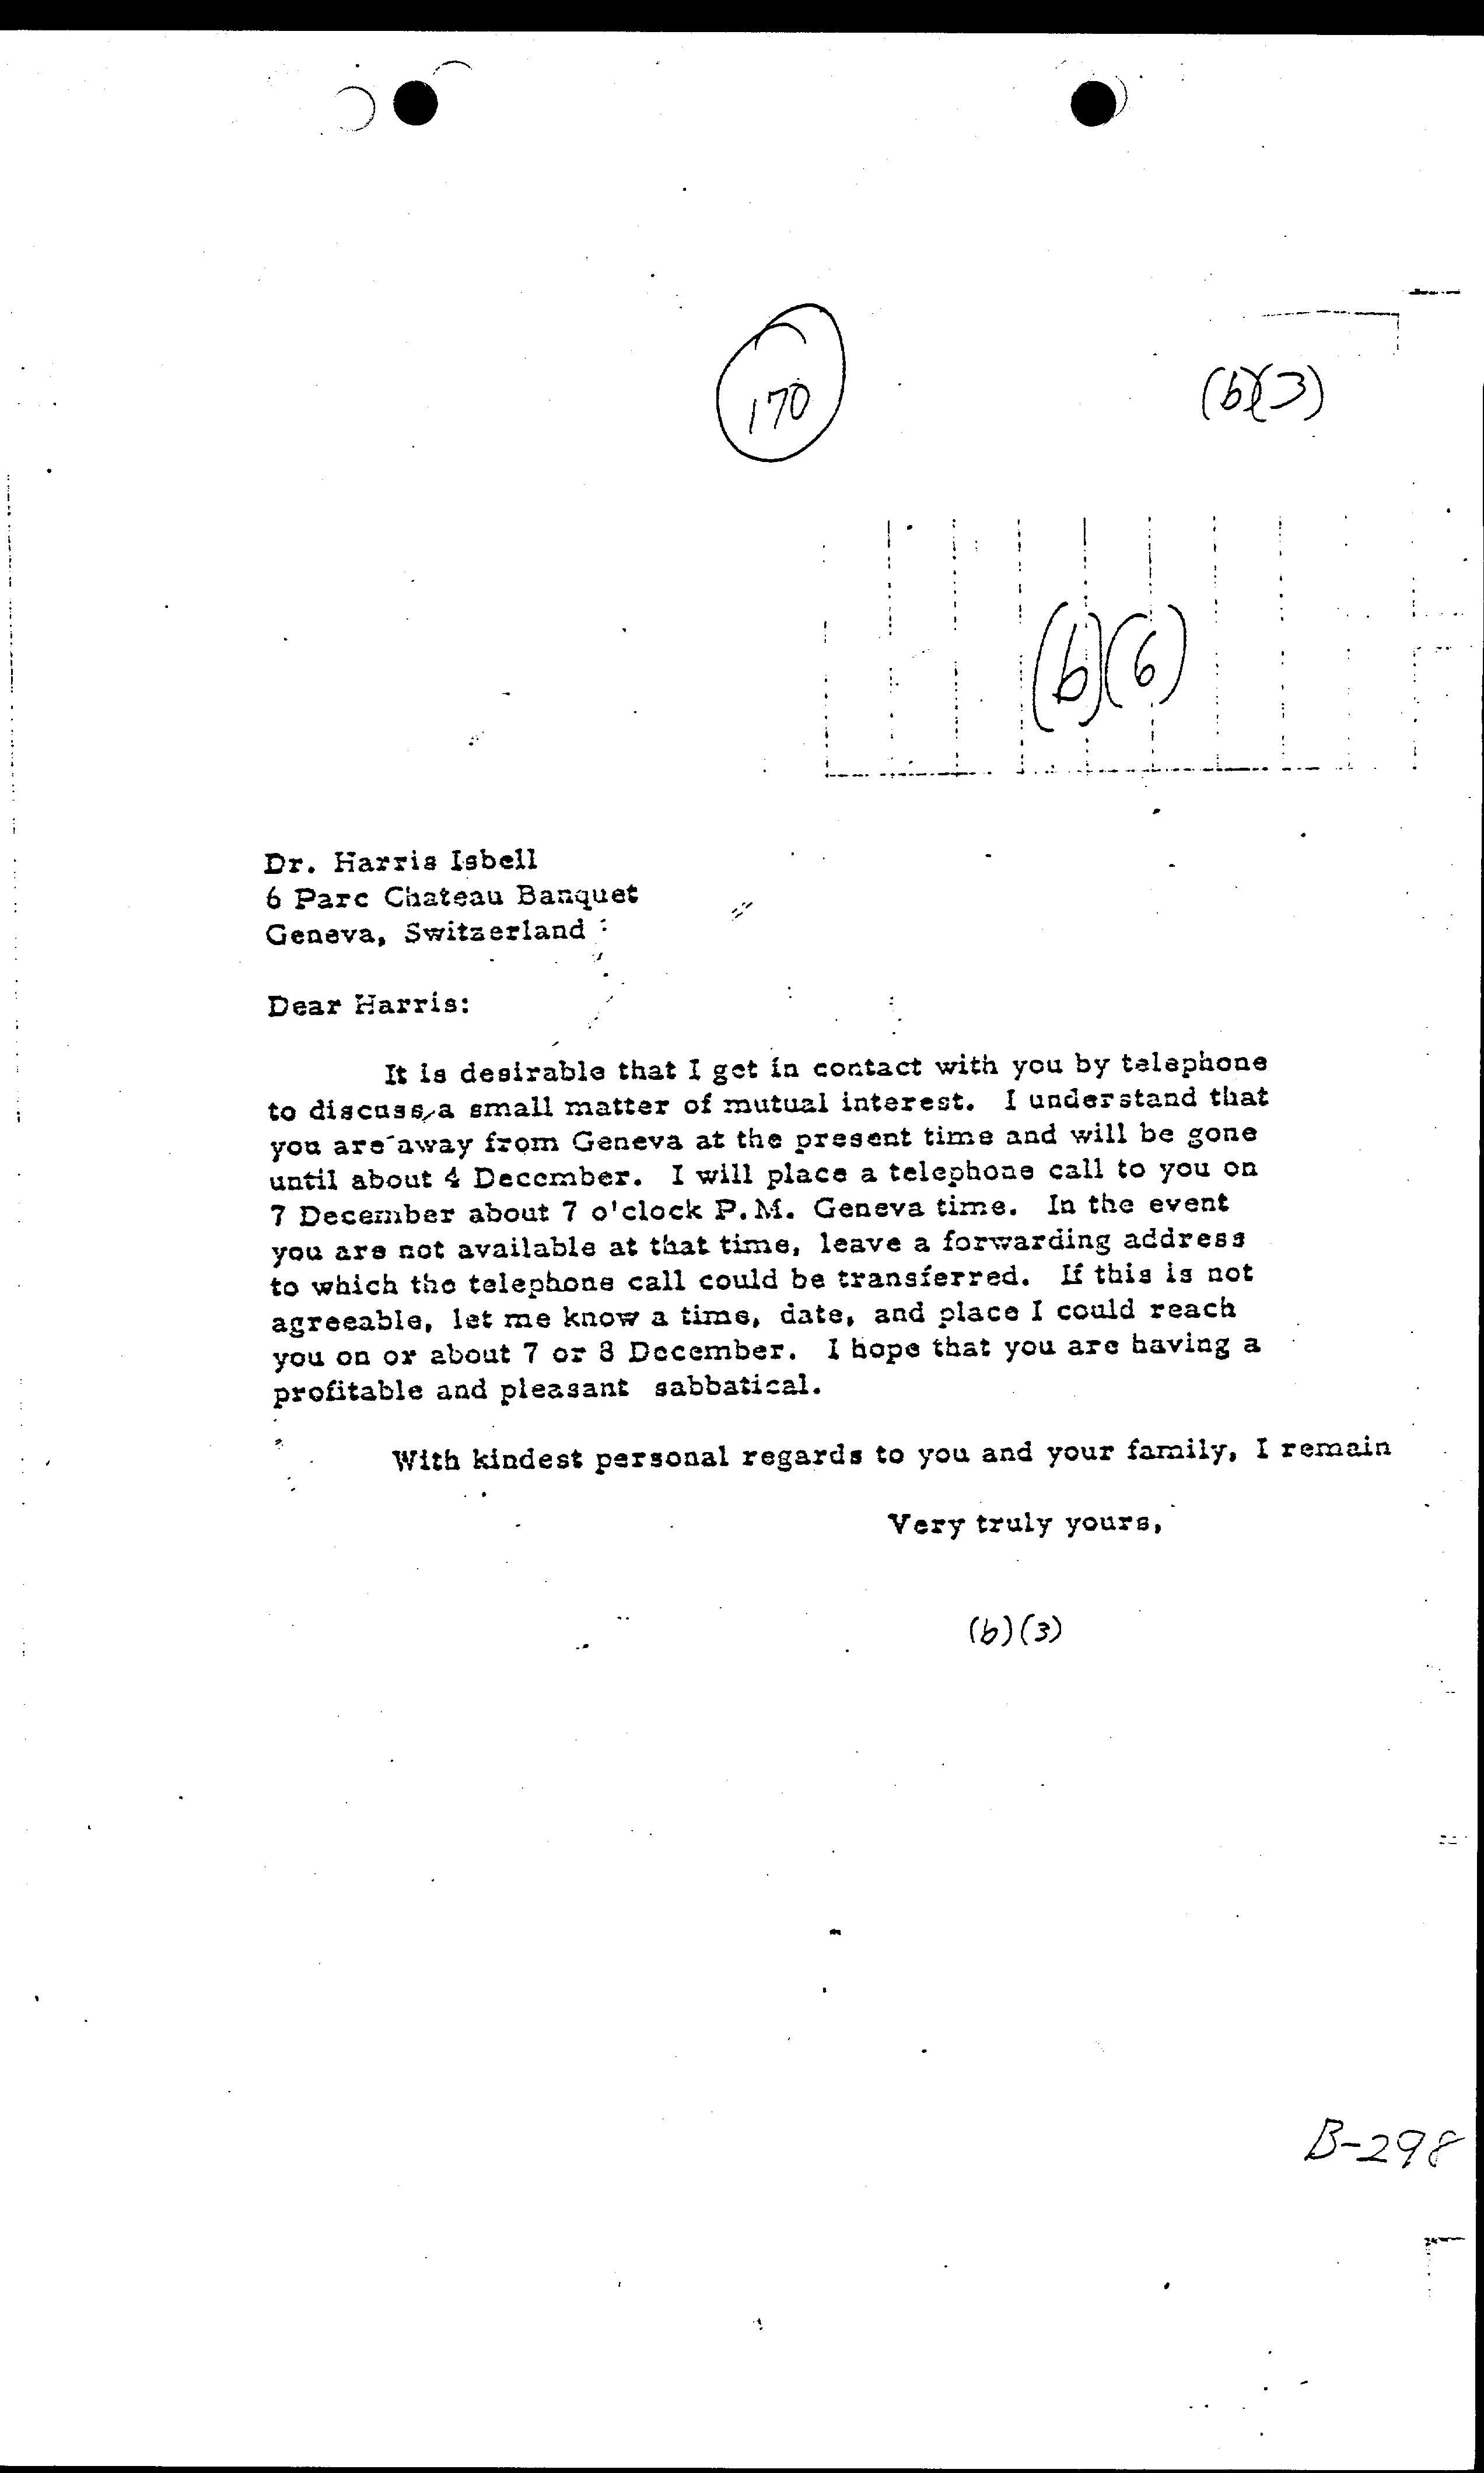 170
(b)(3)
(b)(6)
Dr. Harris Isbell
6 Parc Chateau Banquet
Geneva, Switzerland
Dear Harris:
It is desirable that I get in contact with you by telephone
to discuss a small matter of mutual interest. I understand that
you are away from Geneva at the present time and will be gone
until about 4 December. I will place a telephone call to you on
7 December about 7 o'clock P.M. Geneva time. In the event
you are not available at that time, leave a forwarding address
to which the telephone call could be transferred. If this is not
agreeable, let me know a time, date, and place I could reach
you on or about 7 or 8 December. I hope that you are having a
profitable and pleasant sabbatical.
With kindest personal regards to you and your family, I remain
Very truly yours,
(b)(3)
B-298